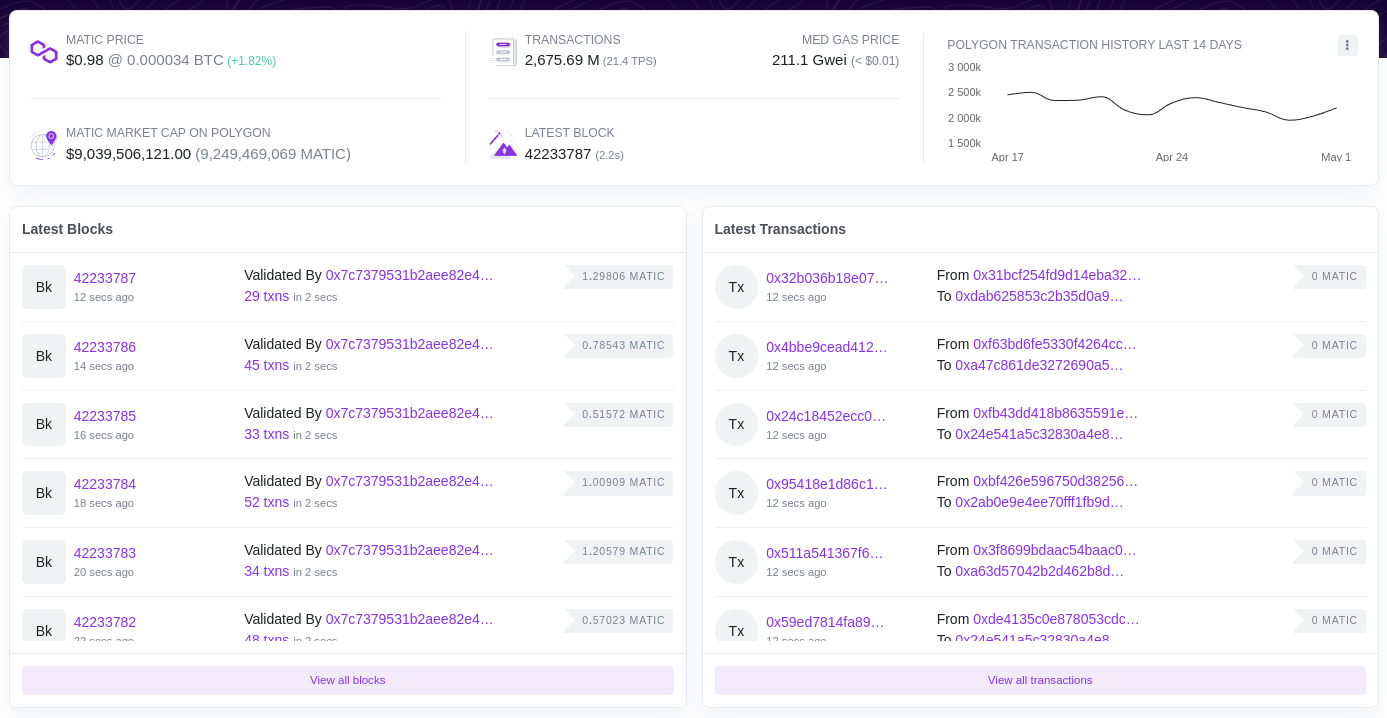 MATIC PRICE
$0.98 @ 0.000034 BTC (+1.82%)
MATIC MARKET CAP ON POLYGON
$9,039,506,121.00 (9,249,469,069 MATIC)
TRANSACTIONS
2,675.69 M (21.4 TPS)
MED GAS PRICE
211.1 Gwei (< $0.01)
LATEST BLOCK
42233787 (2.2s)
POLYGON TRANSACTION HISTORY LAST 14 DAYS
3 000k
2 500k
2 000k
1 500k
Apr 17
Apr 24
May 1
Latest Blocks
Bk
42233787
12 secs ago
Validated By 0x7c7379531b2aee82e4...
29 txns in 2 secs
1.29806 MATIC
Bk
42233786
14 secs ago
Validated By 0x7c7379531b2aee82e4...
45 txns in 2 secs
0.78543 MATIC
Bk
42233785
16 secs ago
Validated By 0x7c7379531b2aee82e4...
33 txns in 2 secs
0.51572 MATIC
Bk
42233784
18 secs ago
Validated By 0x7c7379531b2aee82e4...
52 txns in 2 secs
1.00909 MATIC
Bk
42233783
20 secs ago
Validated By 0x7c7379531b2aee82e4...
34 txns in 2 secs
1.20579 MATIC
Bk
42233782
22 secs ago
Validated By 0x7c7379531b2aee82e4...
48 txns in 2 secs
0.57023 MATIC
View all blocks
Latest Transactions
Tx
0x32b036b18e07...
12 secs ago
From 0x31bcf254fd9d14eba32...
To 0xdab625853c2b35d0a9...
0 MATIC
Tx
0x4bbe9cead412...
12 secs ago
From 0xf63bd6fe5330f4264cc...
To 0xa47c861de3272690a5...
0 MATIC
Tx
0x24c18452ecc0...
12 secs ago
From 0xfb43dd418b8635591e...
To 0x24e541a5c32830a4e8...
0 MATIC
Tx
0x95418e1d86c1...
12 secs ago
From 0xbf426e596750d38256...
To 0x2ab0e9e4ee70fff1fb9d...
0 MATIC
Tx
0x511a541367f6...
12 secs ago
From 0x3f8699bdaac54baac0...
To 0xa63d57042b2d462b8d...
0 MATIC
Tx
0x59ed7814fa89...
12 secs ago
From 0xde4135c0e878053cdc...
To 0x24e541a5c32830a4e8...
0 MATIC
View all transactions